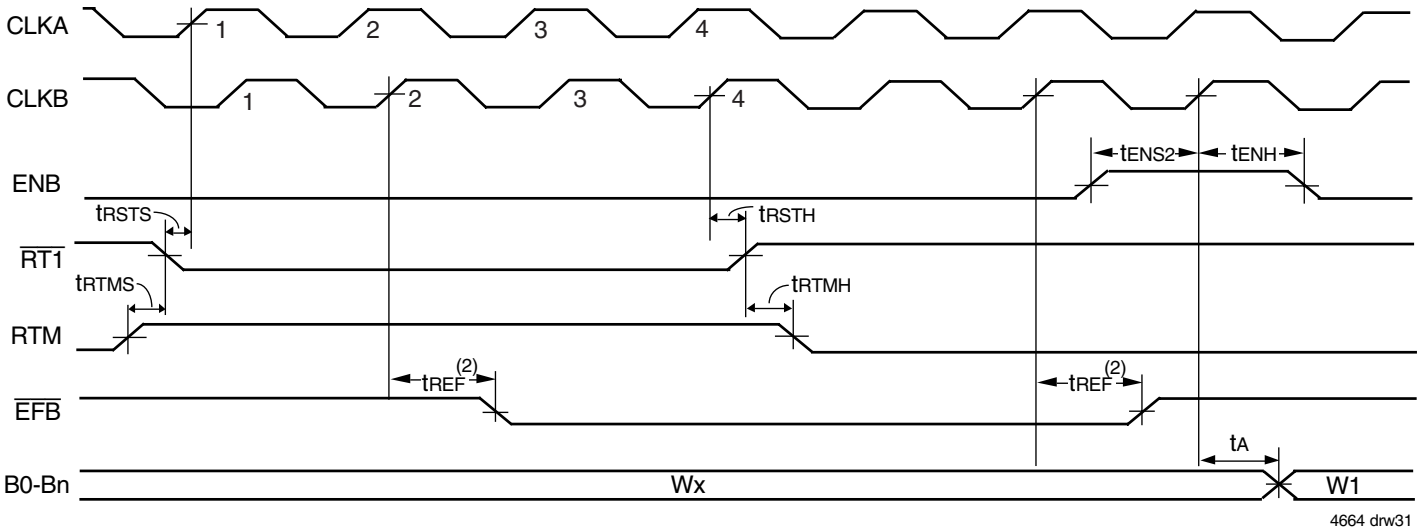 CLKA 1 2 3 4
CLKB 1 2 3 4
ENB tENS2 tENH
RT1 tRSTS tRSTH
RTM tRTMS tRTMH
EFB tREF(2) tREF(2)
B0-Bn Wx tA W1
4664 drw31